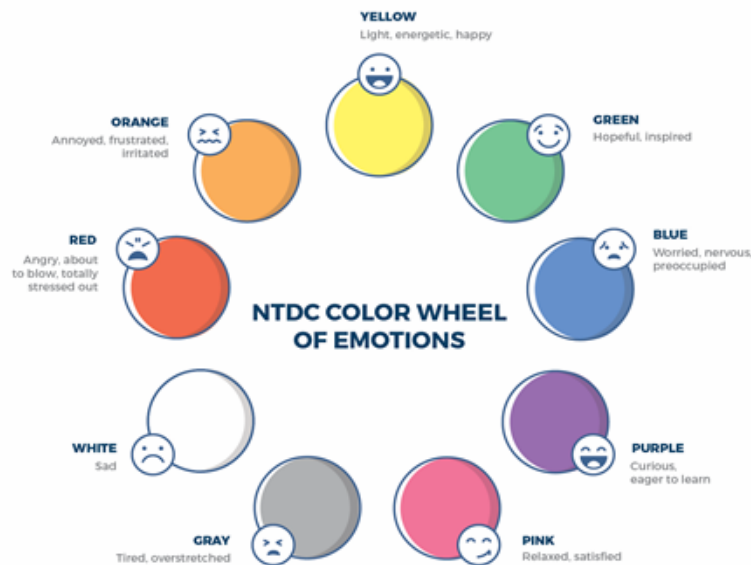 YELLOW
Light, energetic, happy
ORANGE
Annoyed, frustrated,
irritated
GREEN
Hopeful, inspired
RED
Angry, about
to blow, totally
stressed out
BLUE
Worried, nervous,
preoccupied
NTDC COLOR WHEEL
OF EMOTIONS
WHITE
Sad
PURPLE
Curious,
eager to learn
GRAY
Tired, overstretched
PINK
Relaxed, satisfied